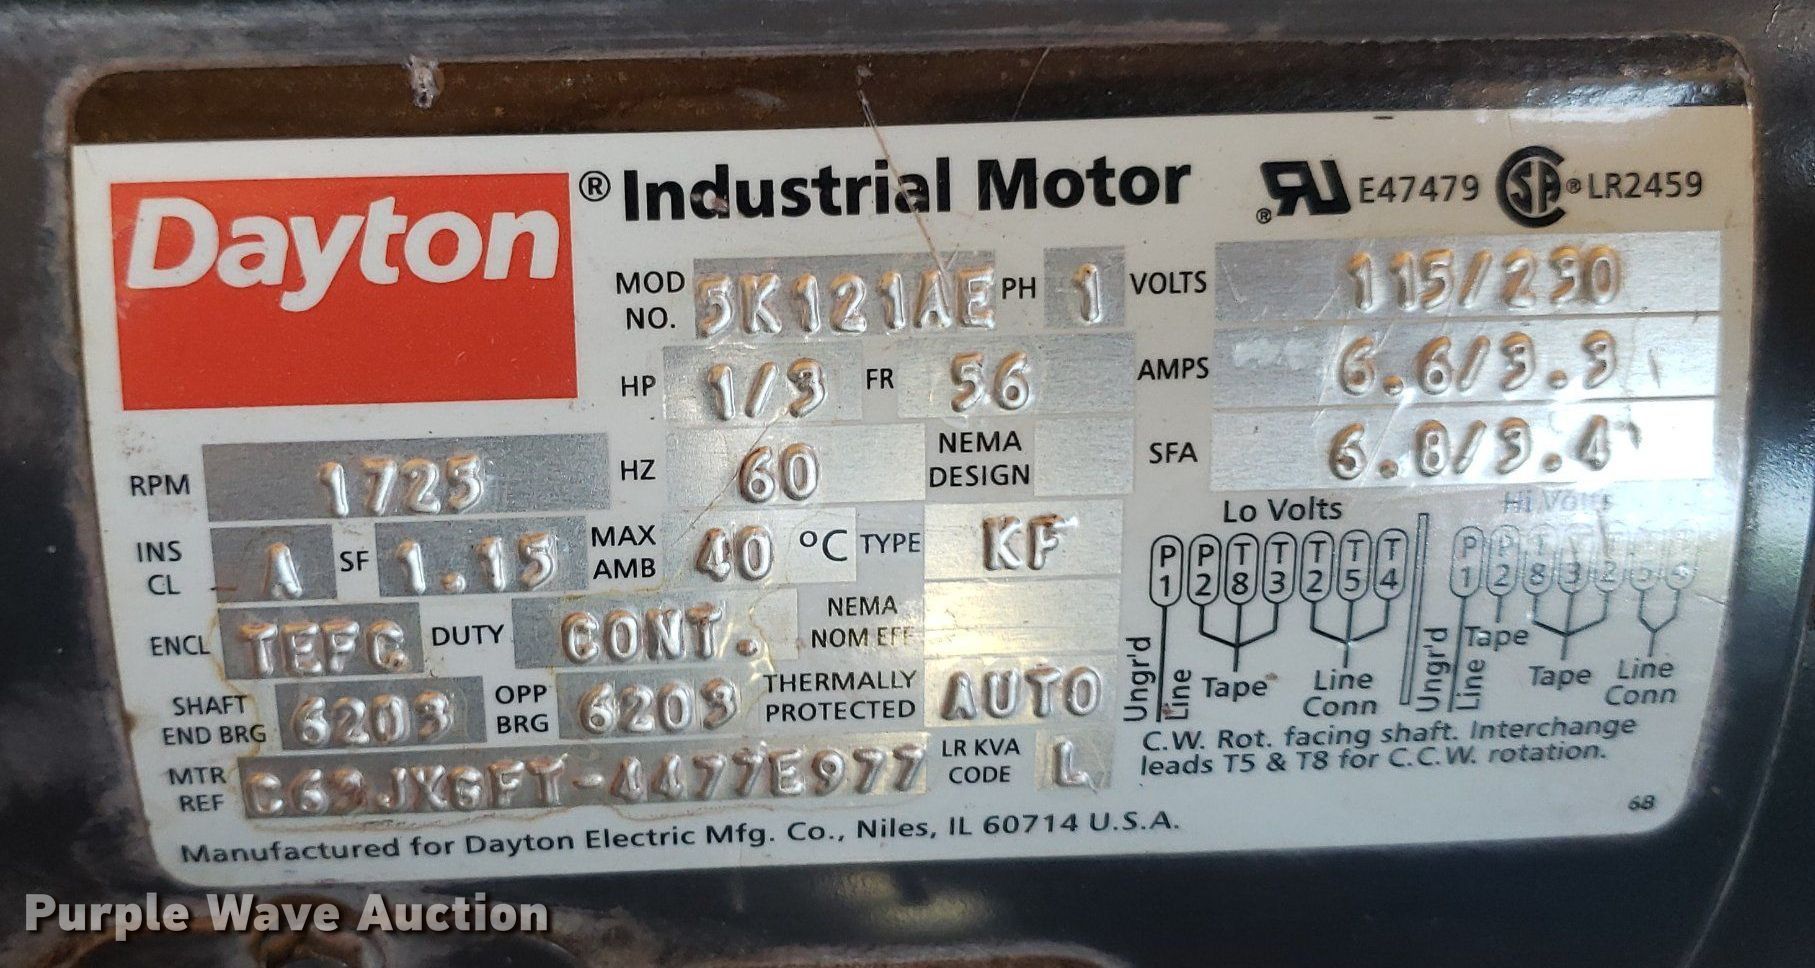 Dayton® Industrial Motor
E47479 ® LR2459
MOD NO. 5K121AE PH 1 VOLTS 115/230
HP 1/3 FR 56 AMPS 6.6/3.3
RPM 1725 HZ 60 NEMA DESIGN SFA 6.8/3.4
INS CL A SF 1.15 MAX AMB 40 °C TYPE KF
ENCL TEFC DUTY CONT. NEMA NOM EFF
SHAFT END BRG 6203 OPP BRG 6203 THERMALLY PROTECTED AUTO
MTR REF C63JXGFT-4477E977 LR KVA CODE L
Lo Volts
P1 P2 T8 T3 T2 T5 T4
Ungr'd Line Tape Line Conn
Hi Volts
P1 P2 T8 T3 T2 T5 T4
Ungr'd Line Tape Tape Line Conn
C.W. Rot. facing shaft. Interchange
leads T5 & T8 for C.C.W. rotation.
68
Manufactured for Dayton Electric Mfg. Co., Niles, IL 60714 U.S.A.
Purple Wave Auction